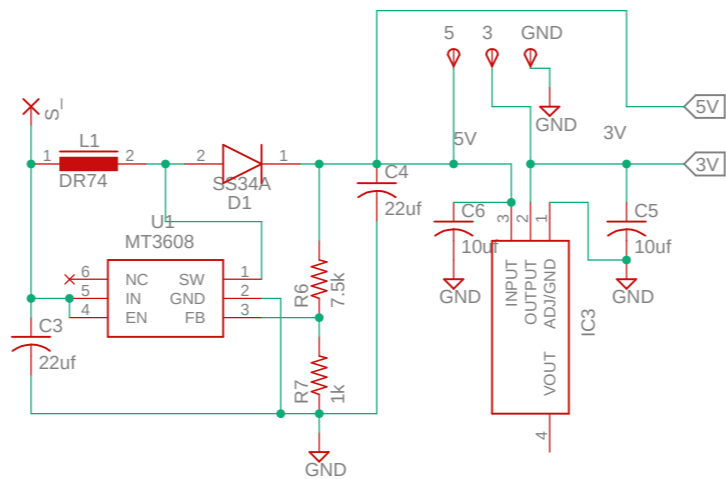 5 3 GND
S_
GND
5V
5V
3V
3V
L1
1 2
DR74
2 1
SS34A
D1
C4
22uf
U1
MT3608
6 NC SW 1
5 IN GND 2
4 EN FB 3
C3
22uf
R6
7.5k
R7
1k
GND
C6
10uf
GND
3 2 1
INPUT
OUTPUT
ADJ/GND
VOUT
4
IC3
C5
10uf
GND